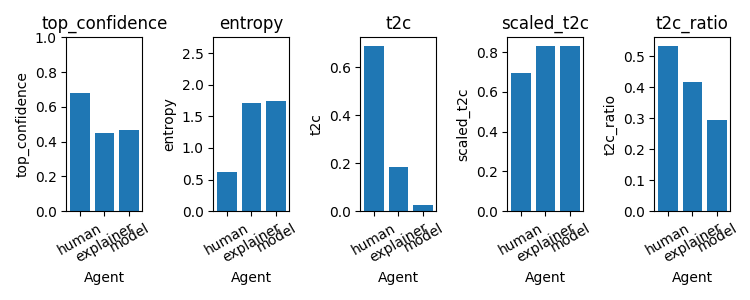 top_confidence
top_confidence
1.0
0.8
0.6
0.4
0.2
0.0
human
explainer
model
Agent
entropy
entropy
2.5
2.0
1.5
1.0
0.5
0.0
human
explainer
model
Agent
t2c
t2c
0.6
0.4
0.2
0.0
human
explainer
model
Agent
scaled_t2c
scaled_t2c
0.8
0.6
0.4
0.2
0.0
human
explainer
model
Agent
t2c_ratio
t2c_ratio
0.5
0.4
0.3
0.2
0.1
0.0
human
explainer
model
Agent